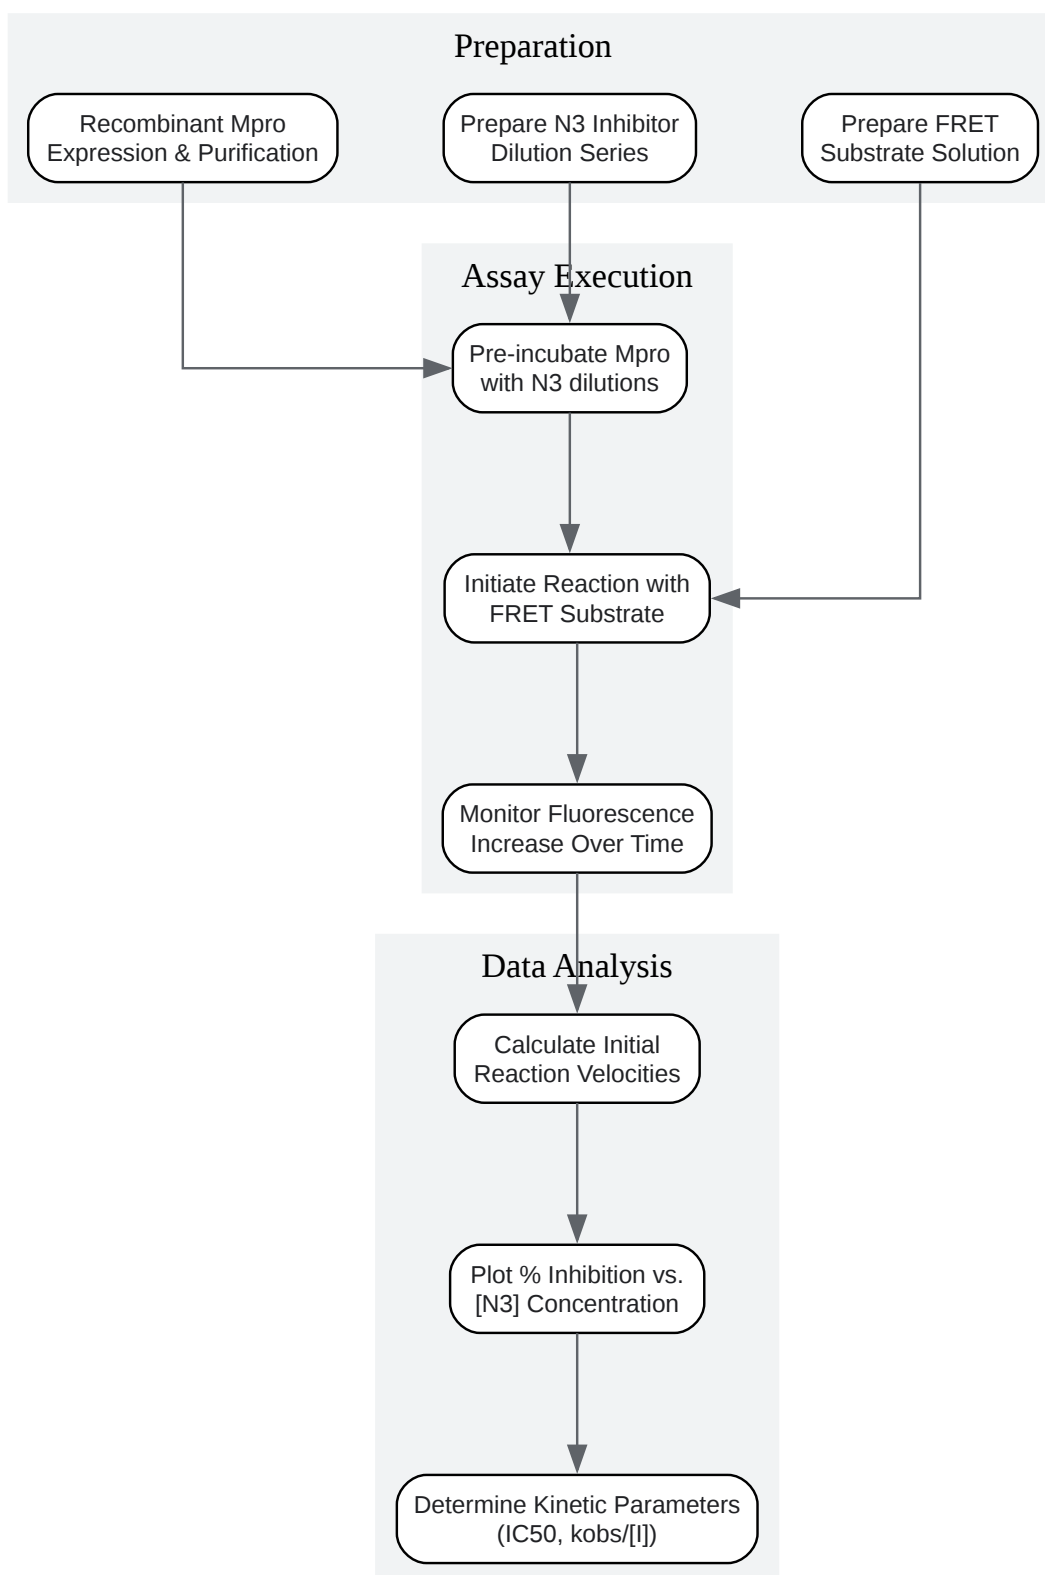 Preparation
Recombinant Mpro
Expression & Purification
Prepare N3 Inhibitor
Dilution Series
Prepare FRET
Substrate Solution
Assay Execution
Pre-incubate Mpro
with N3 dilutions
Initiate Reaction with
FRET Substrate
Monitor Fluorescence
Increase Over Time
Data Analysis
Calculate Initial
Reaction Velocities
Plot % Inhibition vs.
[N3] Concentration
Determine Kinetic Parameters
(IC50, kobs/[I])